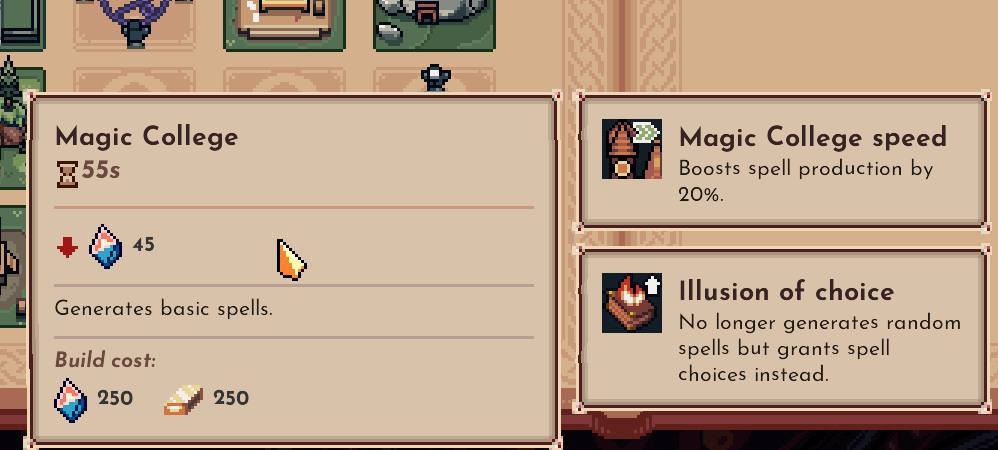 Magic College
55s
45
Generates basic spells.
Build cost:
250 250
Magic College speed
Boosts spell production by
20%.
Illusion of choice
No longer generates random
spells but grants spell
choices instead.